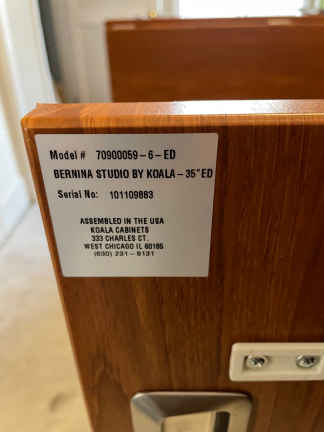 Model # 70900059-6-ED
BERNINA STUDIO BY KOALA-35"ED
Serial No: 101109883
ASSEMBLED IN THE USA
KOALA CABINETS
333 CHARLES CT.
WEST CHICAGO IL 60185
(630) 231-9131